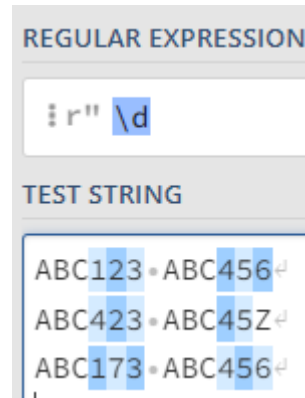 REGULAR EXPRESSION
r" \d
TEST STRING
ABC123·ABC456↵
ABC423·ABC45Z↵
ABC173·ABC456↵